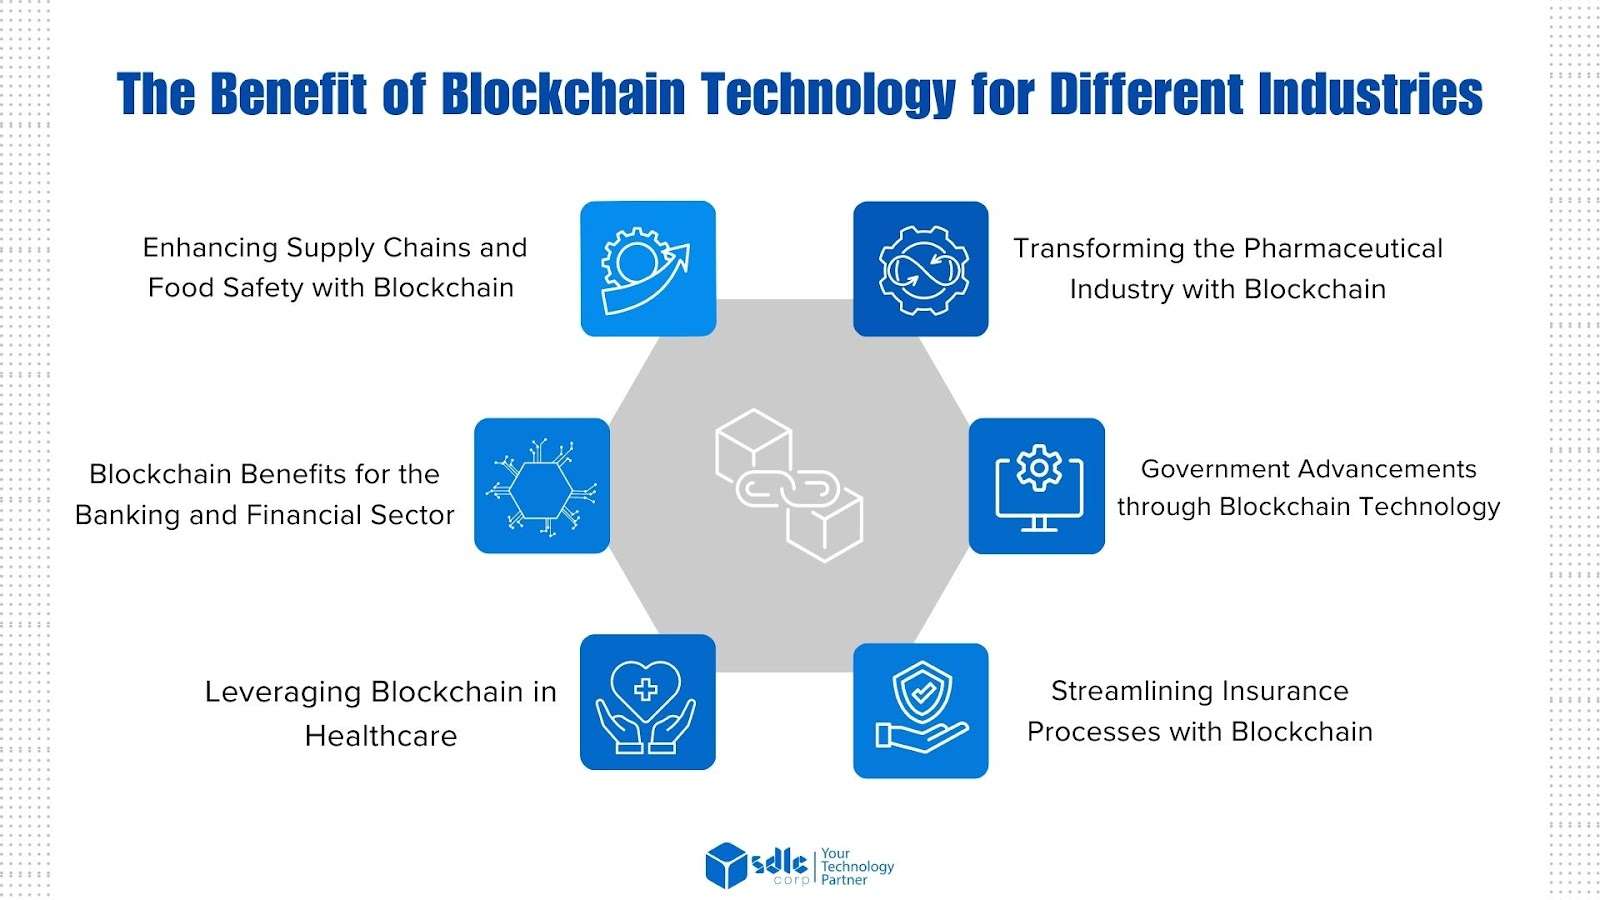 The Benefit of Blockchain Technology for Different Industries
Enhancing Supply Chains and
Food Safety with Blockchain
Transforming the Pharmaceutical
Industry with Blockchain
Blockchain Benefits for the
Banking and Financial Sector
Government Advancements
through Blockchain Technology
Leveraging Blockchain in
Healthcare
Streamlining Insurance
Processes with Blockchain
sdlc
corp
Your
Technology
Partner